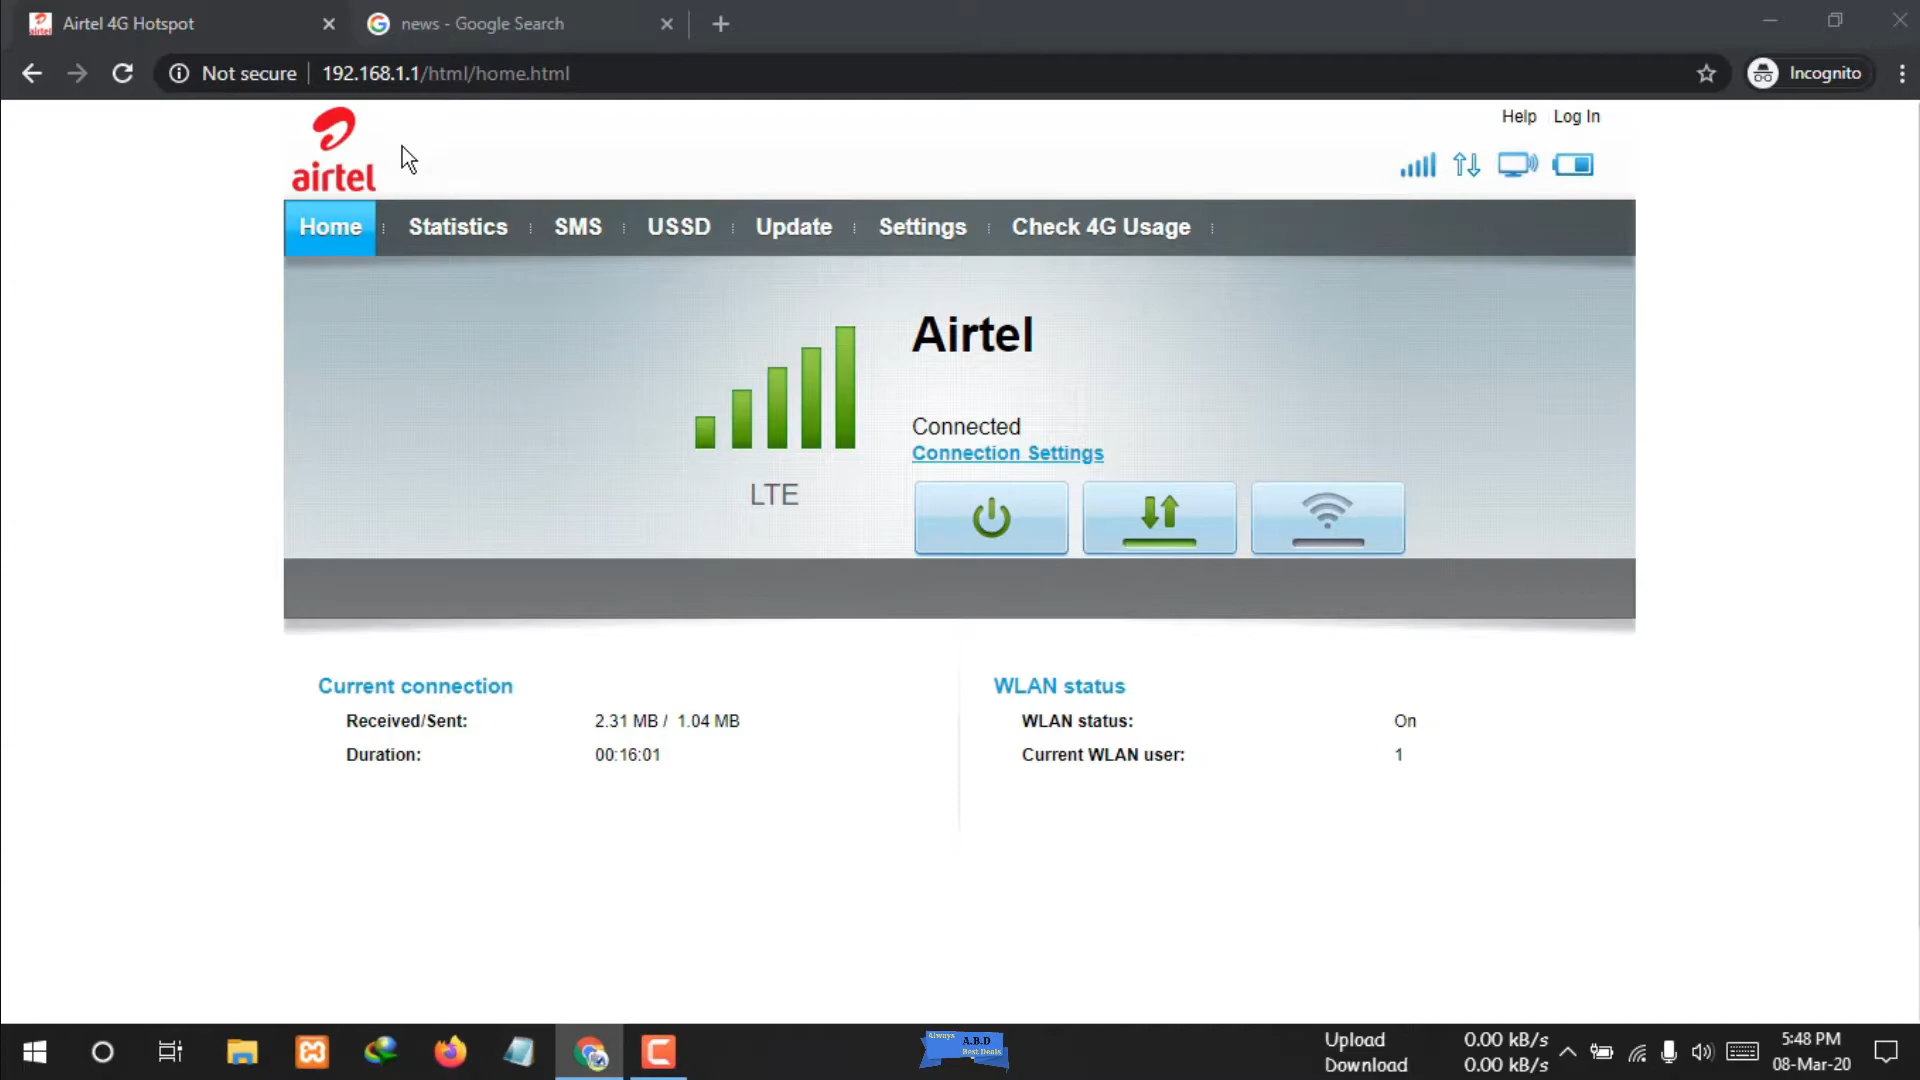 Airtel 4G Hotspot
news - Google Search
Not secure
192.168.1.1/html/home.html
Incognito
airtel
Help Log In
Home Statistics SMS USSD Update Settings Check 4G Usage
Airtel
Connected
Connection Settings
LTE
Current connection
Received/Sent: 2.31 MB / 1.04 MB
Duration: 00:16:01
WLAN status
WLAN status: On
Current WLAN user: 1
Always
A.B.D
Best Deals
Upload 0.00 kB/s
Download 0.00 kB/s
5:48 PM
08-Mar-20